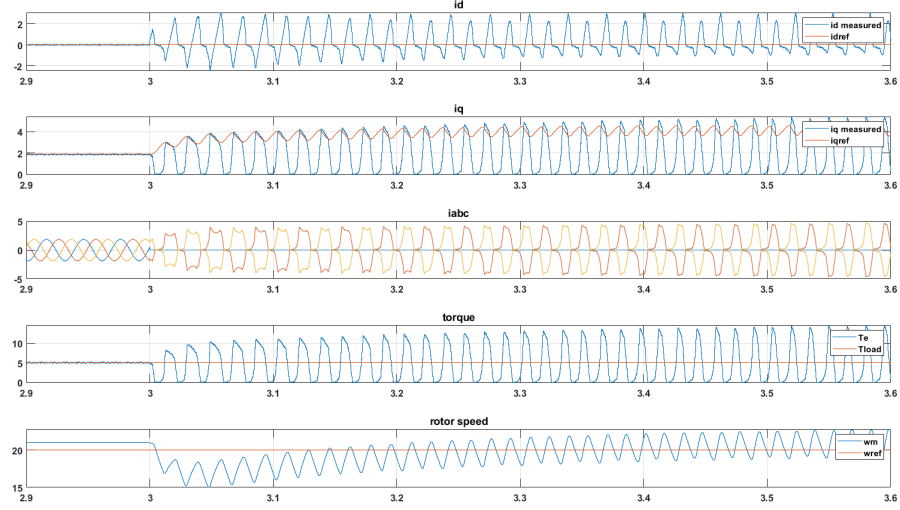 id
2
0
-2
id measured
idref
2.9 3 3.1 3.2 3.3 3.4 3.5 3.6
iq
4
2
0
iq measured
iqref
2.9 3 3.1 3.2 3.3 3.4 3.5 3.6
iabc
5
0
-5
2.9 3 3.1 3.2 3.3 3.4 3.5 3.6
torque
10
5
0
Te
Tload
2.9 3 3.1 3.2 3.3 3.4 3.5 3.6
rotor speed
20
15
wm
wref
2.9 3 3.1 3.2 3.3 3.4 3.5 3.6